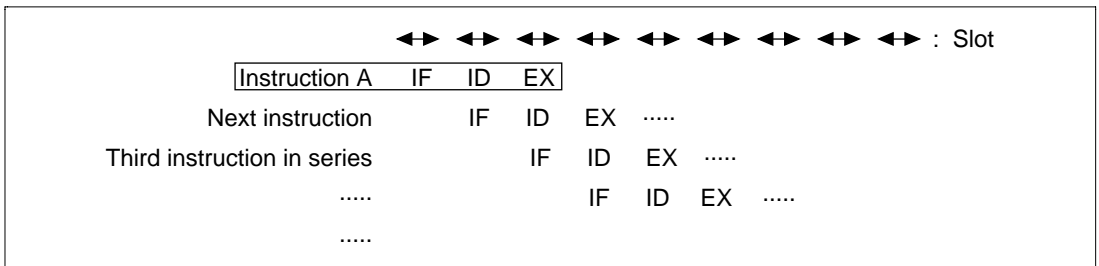 : Slot
Instruction A IF ID EX
Next instruction IF ID EX .....
Third instruction in series IF ID EX .....
..... IF ID EX .....
.....